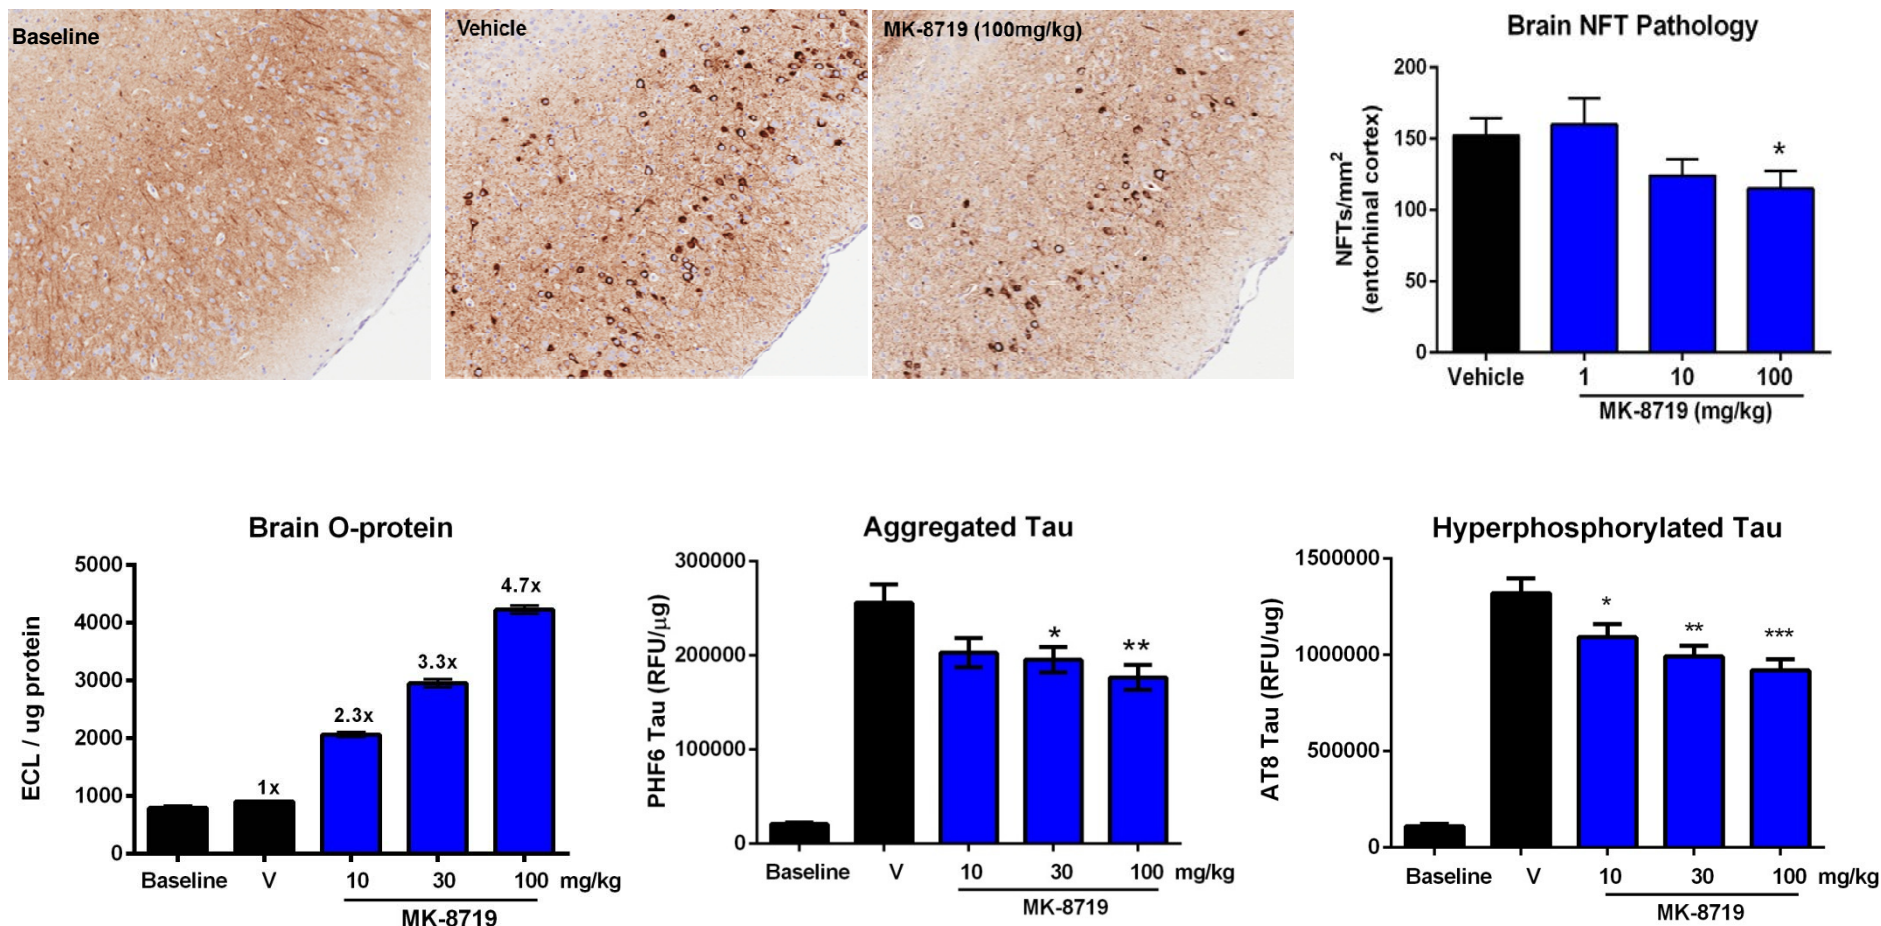 Baseline
Vehicle
MK-8719 (100mg/kg)
Brain NFT Pathology
NFTs/mm²
(entorhinal cortex)
200
150
100
50
0
*
Vehicle 1 10 100
MK-8719 (mg/kg)
Brain O-protein
ECL / ug protein
5000
4000
3000
2000
1000
0
1x
2.3x
3.3x
4.7x
Baseline V 10 30 100 mg/kg
MK-8719
Aggregated Tau
PHF6 Tau (RFU/µg)
300000
200000
100000
0
*
**
Baseline V 10 30 100 mg/kg
MK-8719
Hyperphosphorylated Tau
AT8 Tau (RFU/ug)
1500000
1000000
500000
0
*
**
***
Baseline V 10 30 100 mg/kg
MK-8719